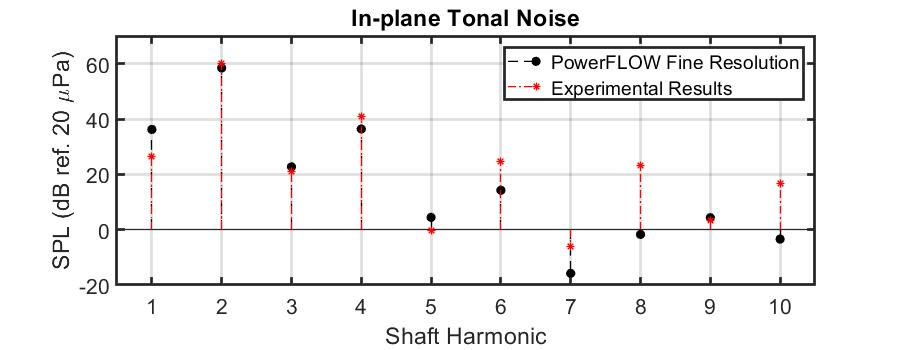 In-plane Tonal Noise
SPL (dB ref. 20 μPa)
60
40
20
0
-20
PowerFLOW Fine Resolution
Experimental Results
1 2 3 4 5 6 7 8 9 10
Shaft Harmonic